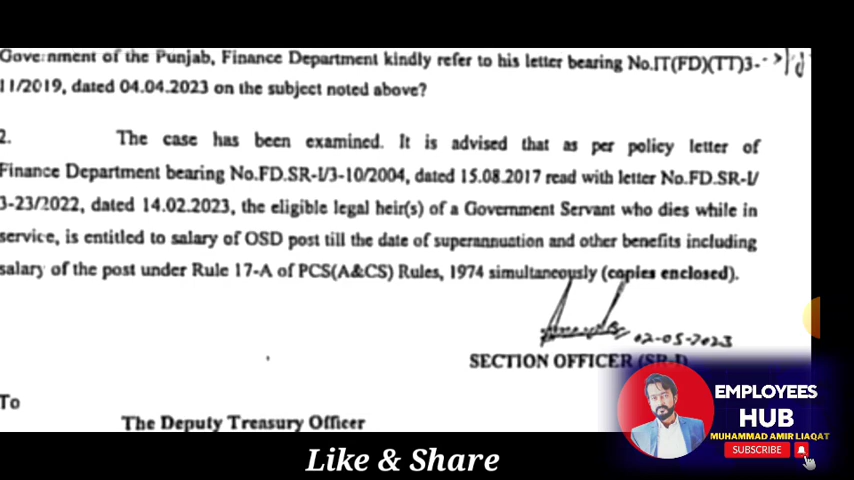 Government of the Punjab, Finance Department kindly refer to his letter bearing No.IT(FD)(TT)3-
11/2019, dated 04.04.2023 on the subject noted above?
2. The case has been examined. It is advised that as per policy letter of
Finance Department bearing No.FD.SR-I/3-10/2004, dated 15.08.2017 read with letter No.FD.SR-I/
3-23/2022, dated 14.02.2023, the eligible legal heir(s) of a Government Servant who dies while in
service, is entitled to salary of OSD post till the date of superannuation and other benefits including
salary of the post under Rule 17-A of PCS(A&CS) Rules, 1974 simultaneously (copies enclosed).
02-05-2023
SECTION OFFICER (SR-I)
To
The Deputy Treasury Officer
EMPLOYEES
HUB
MUHAMMAD AMIR LIAQAT
SUBSCRIBE
Like & Share